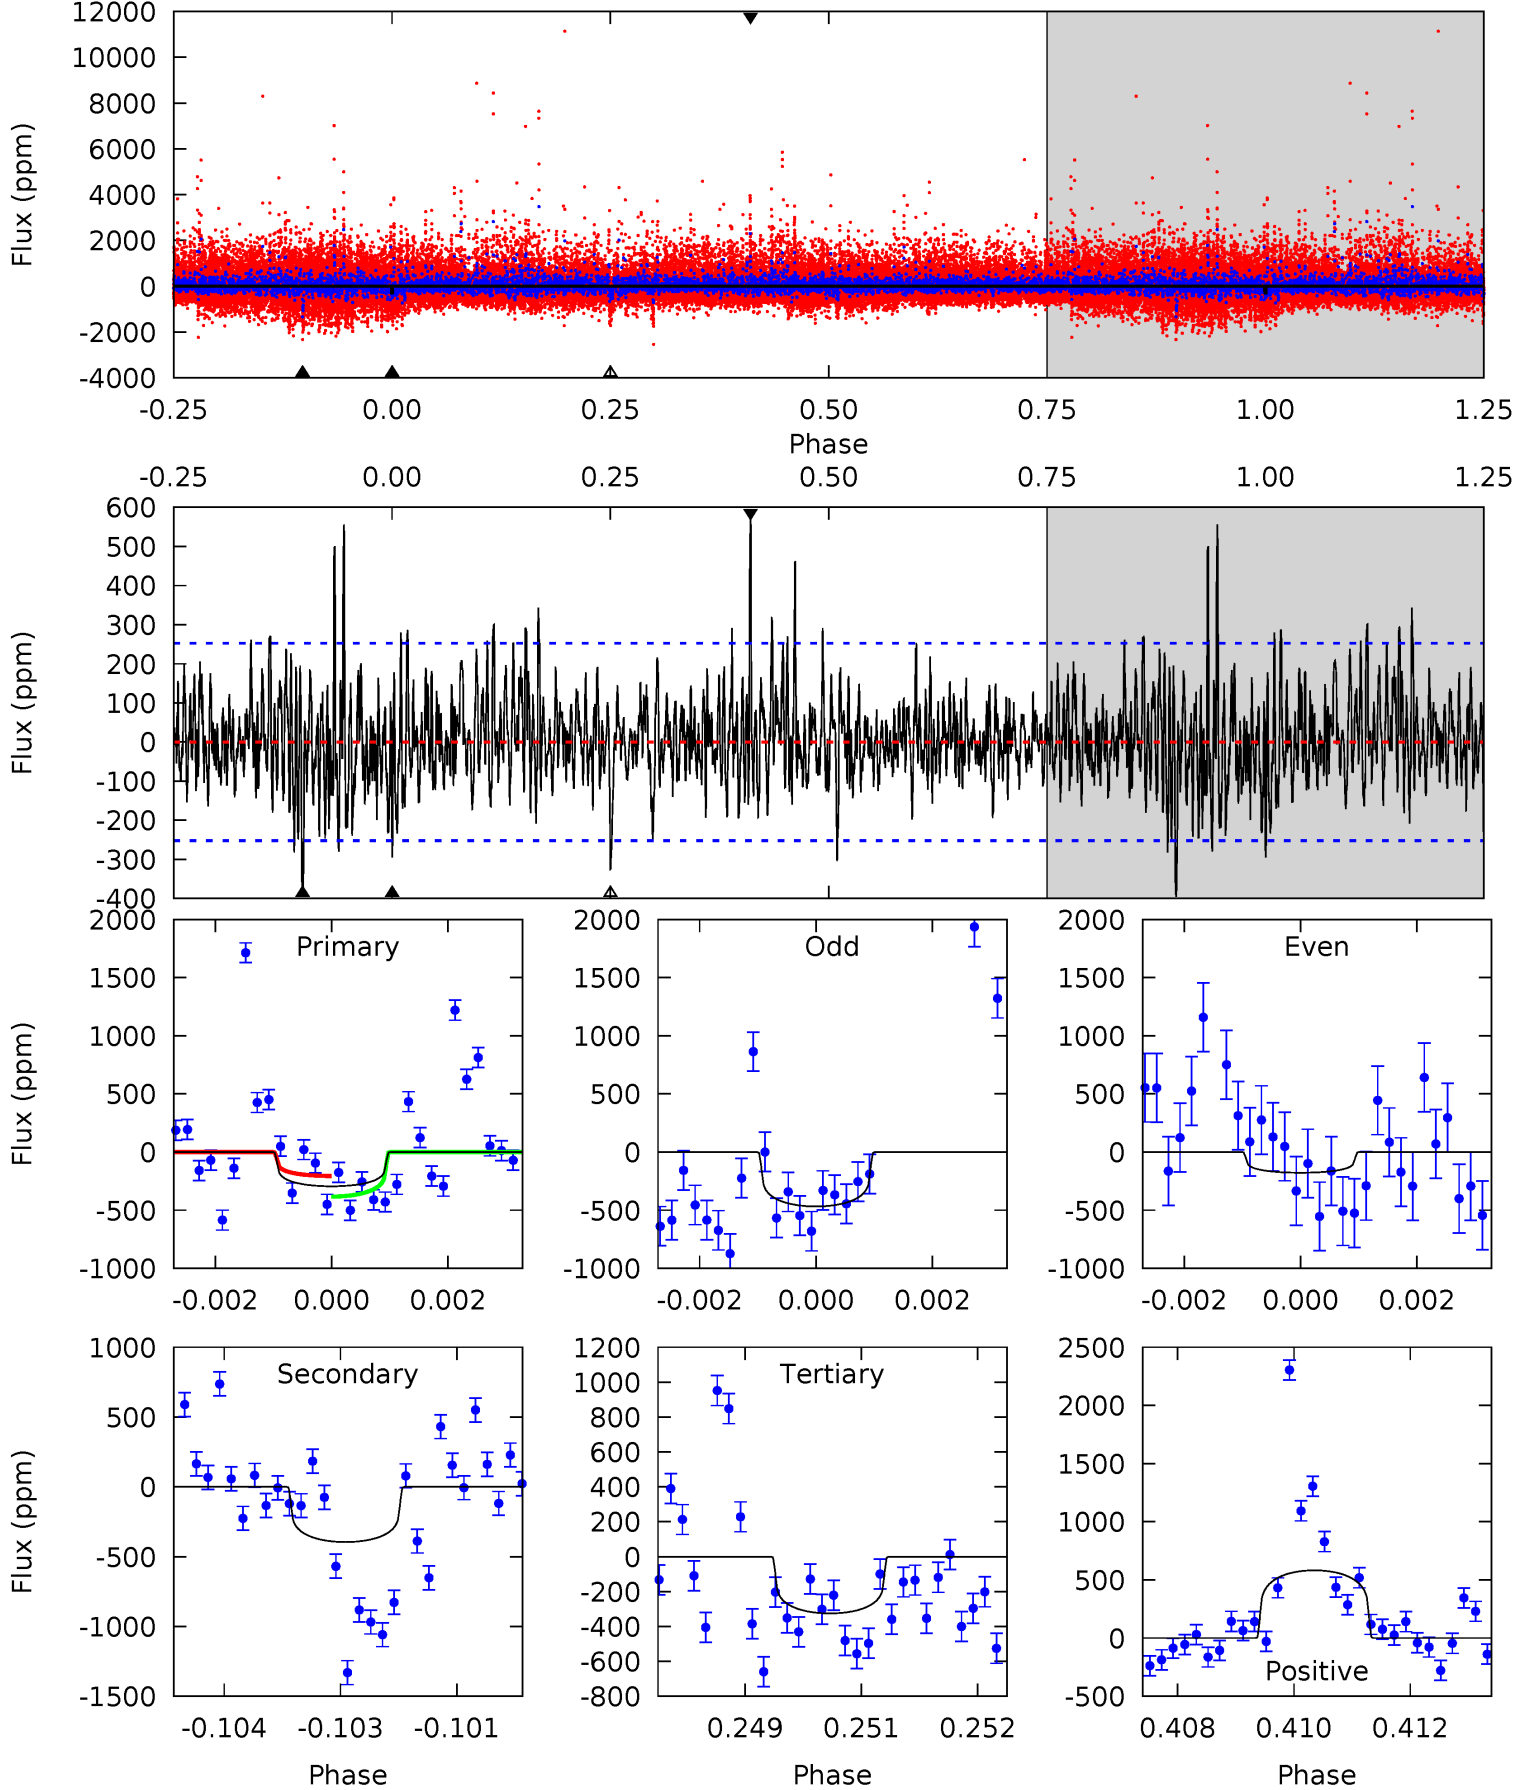 12000
10000
8000
6000
4000
2000
0
-2000
-4000
Flux (ppm)
-0.25 0.00 0.25 0.50 0.75 1.00 1.25
Phase
-0.25 0.00 0.25 0.50 0.75 1.00 1.25
600
500
400
300
200
100
0
-100
-200
-300
-400
Flux (ppm)
Primary
2000
1500
1000
500
0
-500
-1000
Flux (ppm)
-0.002 0.000 0.002
Odd
2000
1500
1000
500
0
-500
-1000
-0.002 0.000 0.002
Even
2000
1500
1000
500
0
-500
-1000
-0.002 0.000 0.002
Secondary
1000
500
0
-500
-1000
-1500
Flux (ppm)
-0.104 -0.103 -0.101
Phase
Tertiary
1200
1000
800
600
400
200
0
-200
-400
-600
-800
0.249 0.251 0.252
Phase
Positive
2500
2000
1500
1000
500
0
-500
0.408 0.410 0.412
Phase